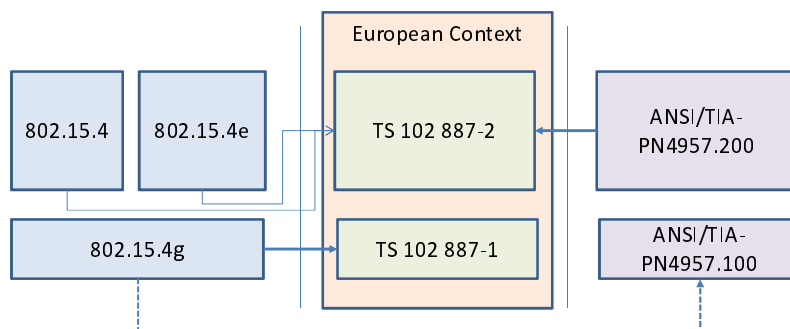 European Context
802.15.4
802.15.4e
TS 102 887-2
ANSI/TIA-
PN4957.200
802.15.4g
TS 102 887-1
ANSI/TIA-
PN4957.100